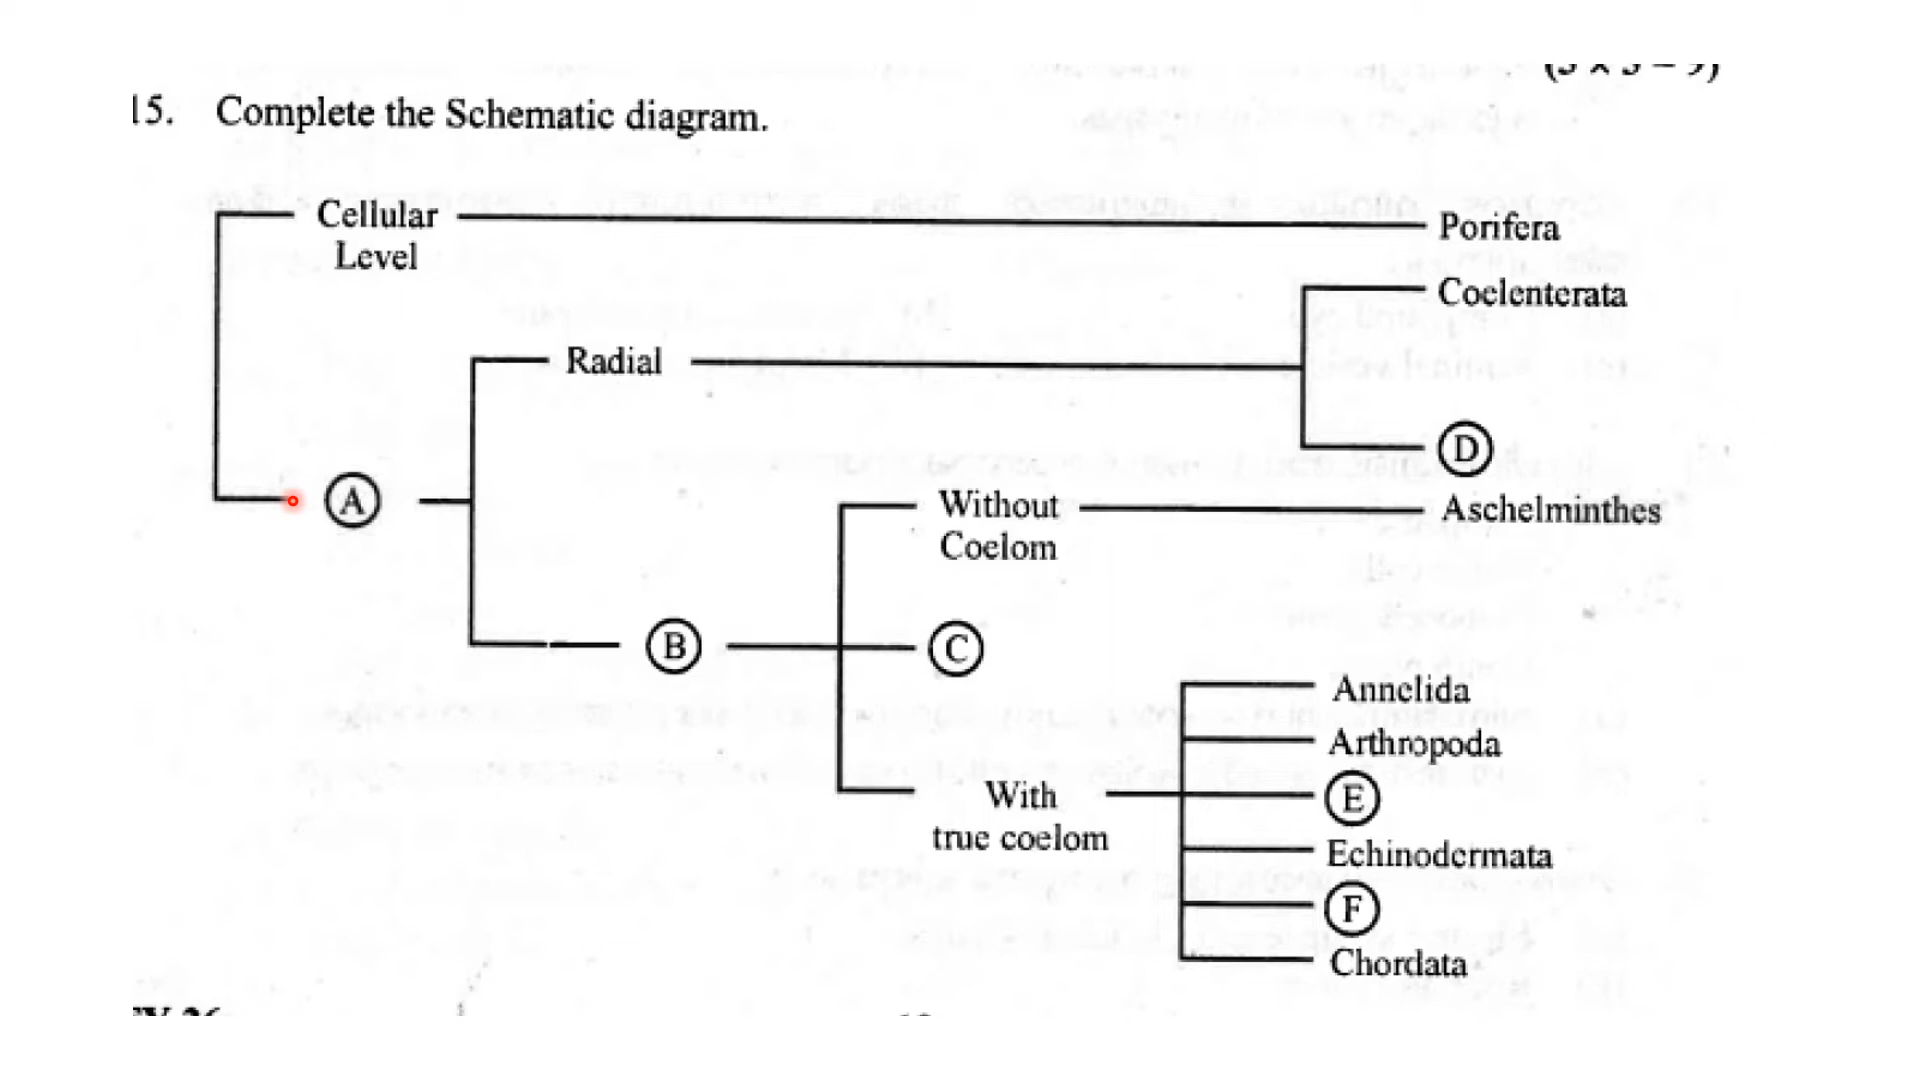 15. Complete the Schematic diagram.
Cellular
Level
Porifera
Coelenterata
Radial
D
A
Without
Coelom
Aschelminthes
B
C
Annelida
Arthropoda
With
true coelom
E
Echinodermata
F
Chordata